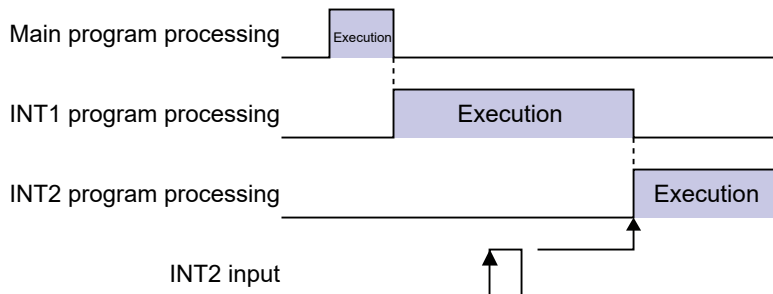 Main program processing
Execution
INT1 program processing
Execution
INT2 program processing
Execution
INT2 input